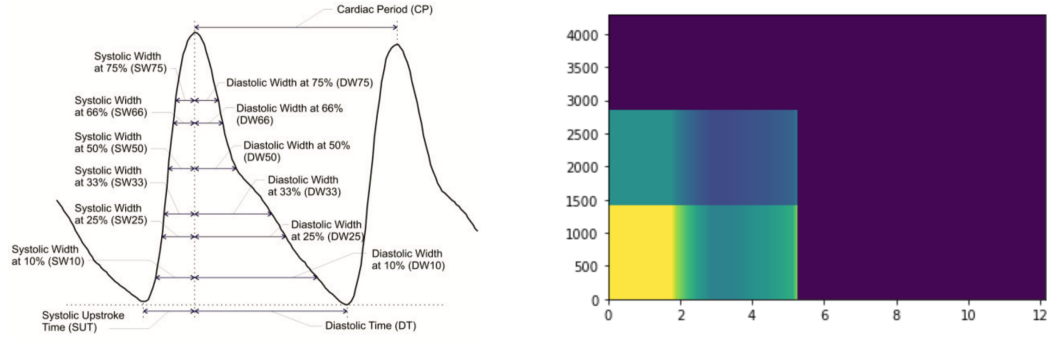 Cardiac Period (CP)
Systolic Width
at 75% (SW75)
Diastolic Width at 75% (DW75)
Systolic Width
at 66% (SW66)
Diastolic Width at 66%
(DW66)
Systolic Width
at 50% (SW50)
Diastolic Width at 50%
(DW50)
Systolic Width
at 33% (SW33)
Diastolic Width
at 33% (DW33)
Systolic Width
at 25% (SW25)
Diastolic Width
at 25% (DW25)
Systolic Width
at 10% (SW10)
Diastolic Width
at 10% (DW10)
Systolic Upstroke
Time (SUT)
Diastolic Time (DT)
4000
3500
3000
2500
2000
1500
1000
500
0
0 2 4 6 8 10 12